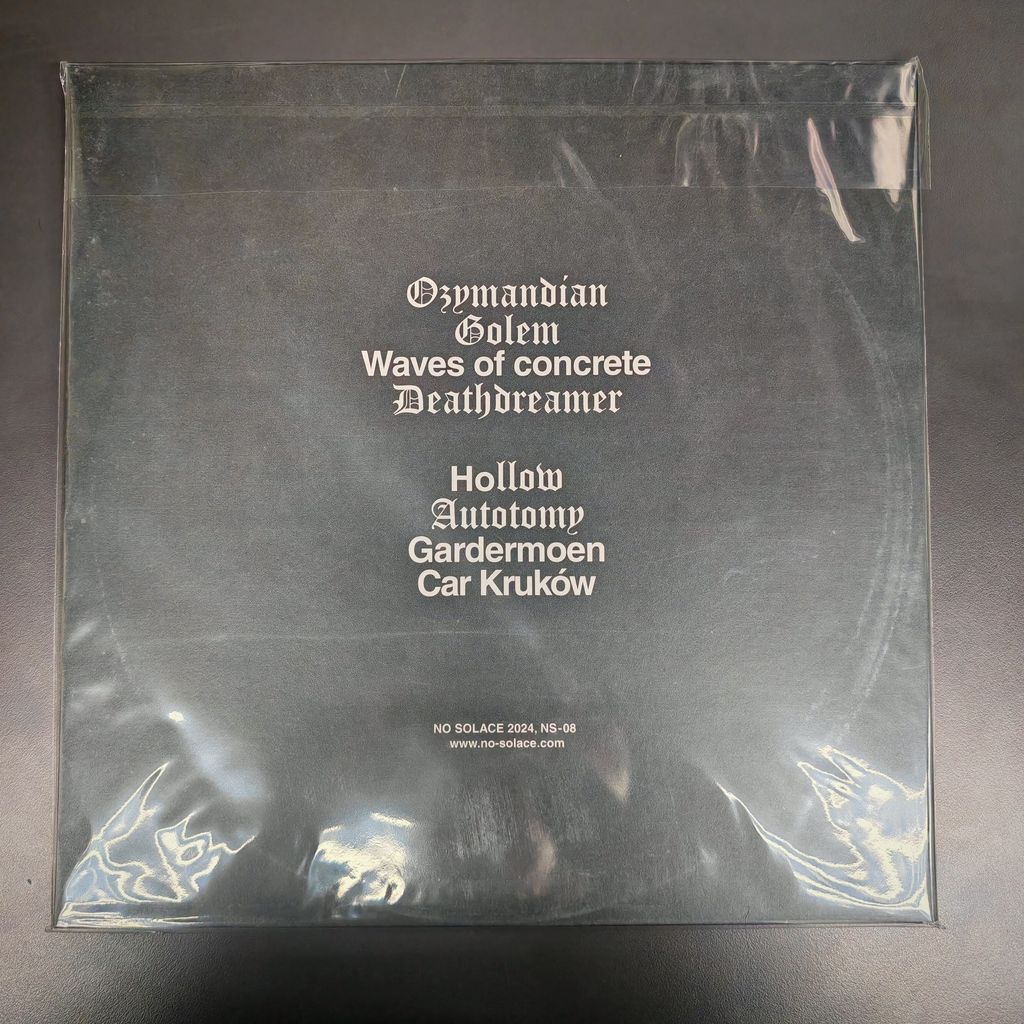 Ozymandian
Golem
Waves of concrete
Deathdreamer
Hollow
Autotomy
Gardermoen
Car Kruków
NO SOLACE 2024, NS-08
www.no-solace.com